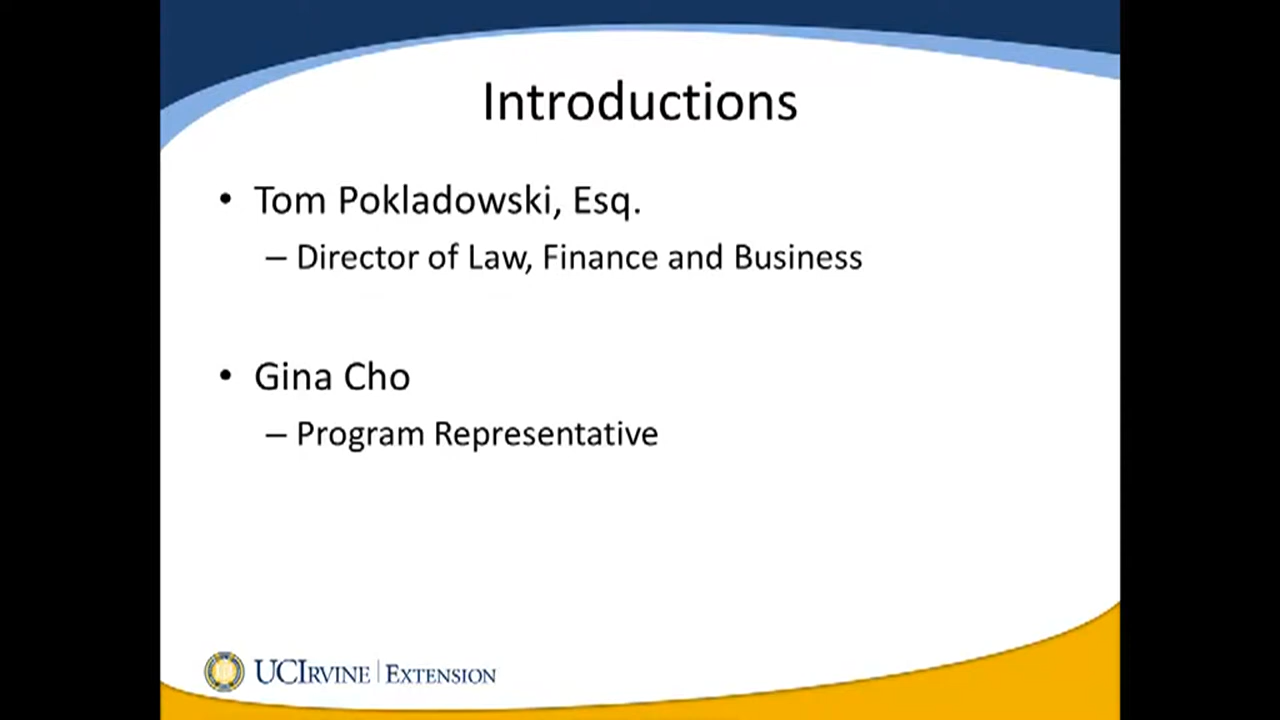 Introductions
• Tom Pokladowski, Esq.
– Director of Law, Finance and Business
• Gina Cho
– Program Representative
UCIRVINE | EXTENSION